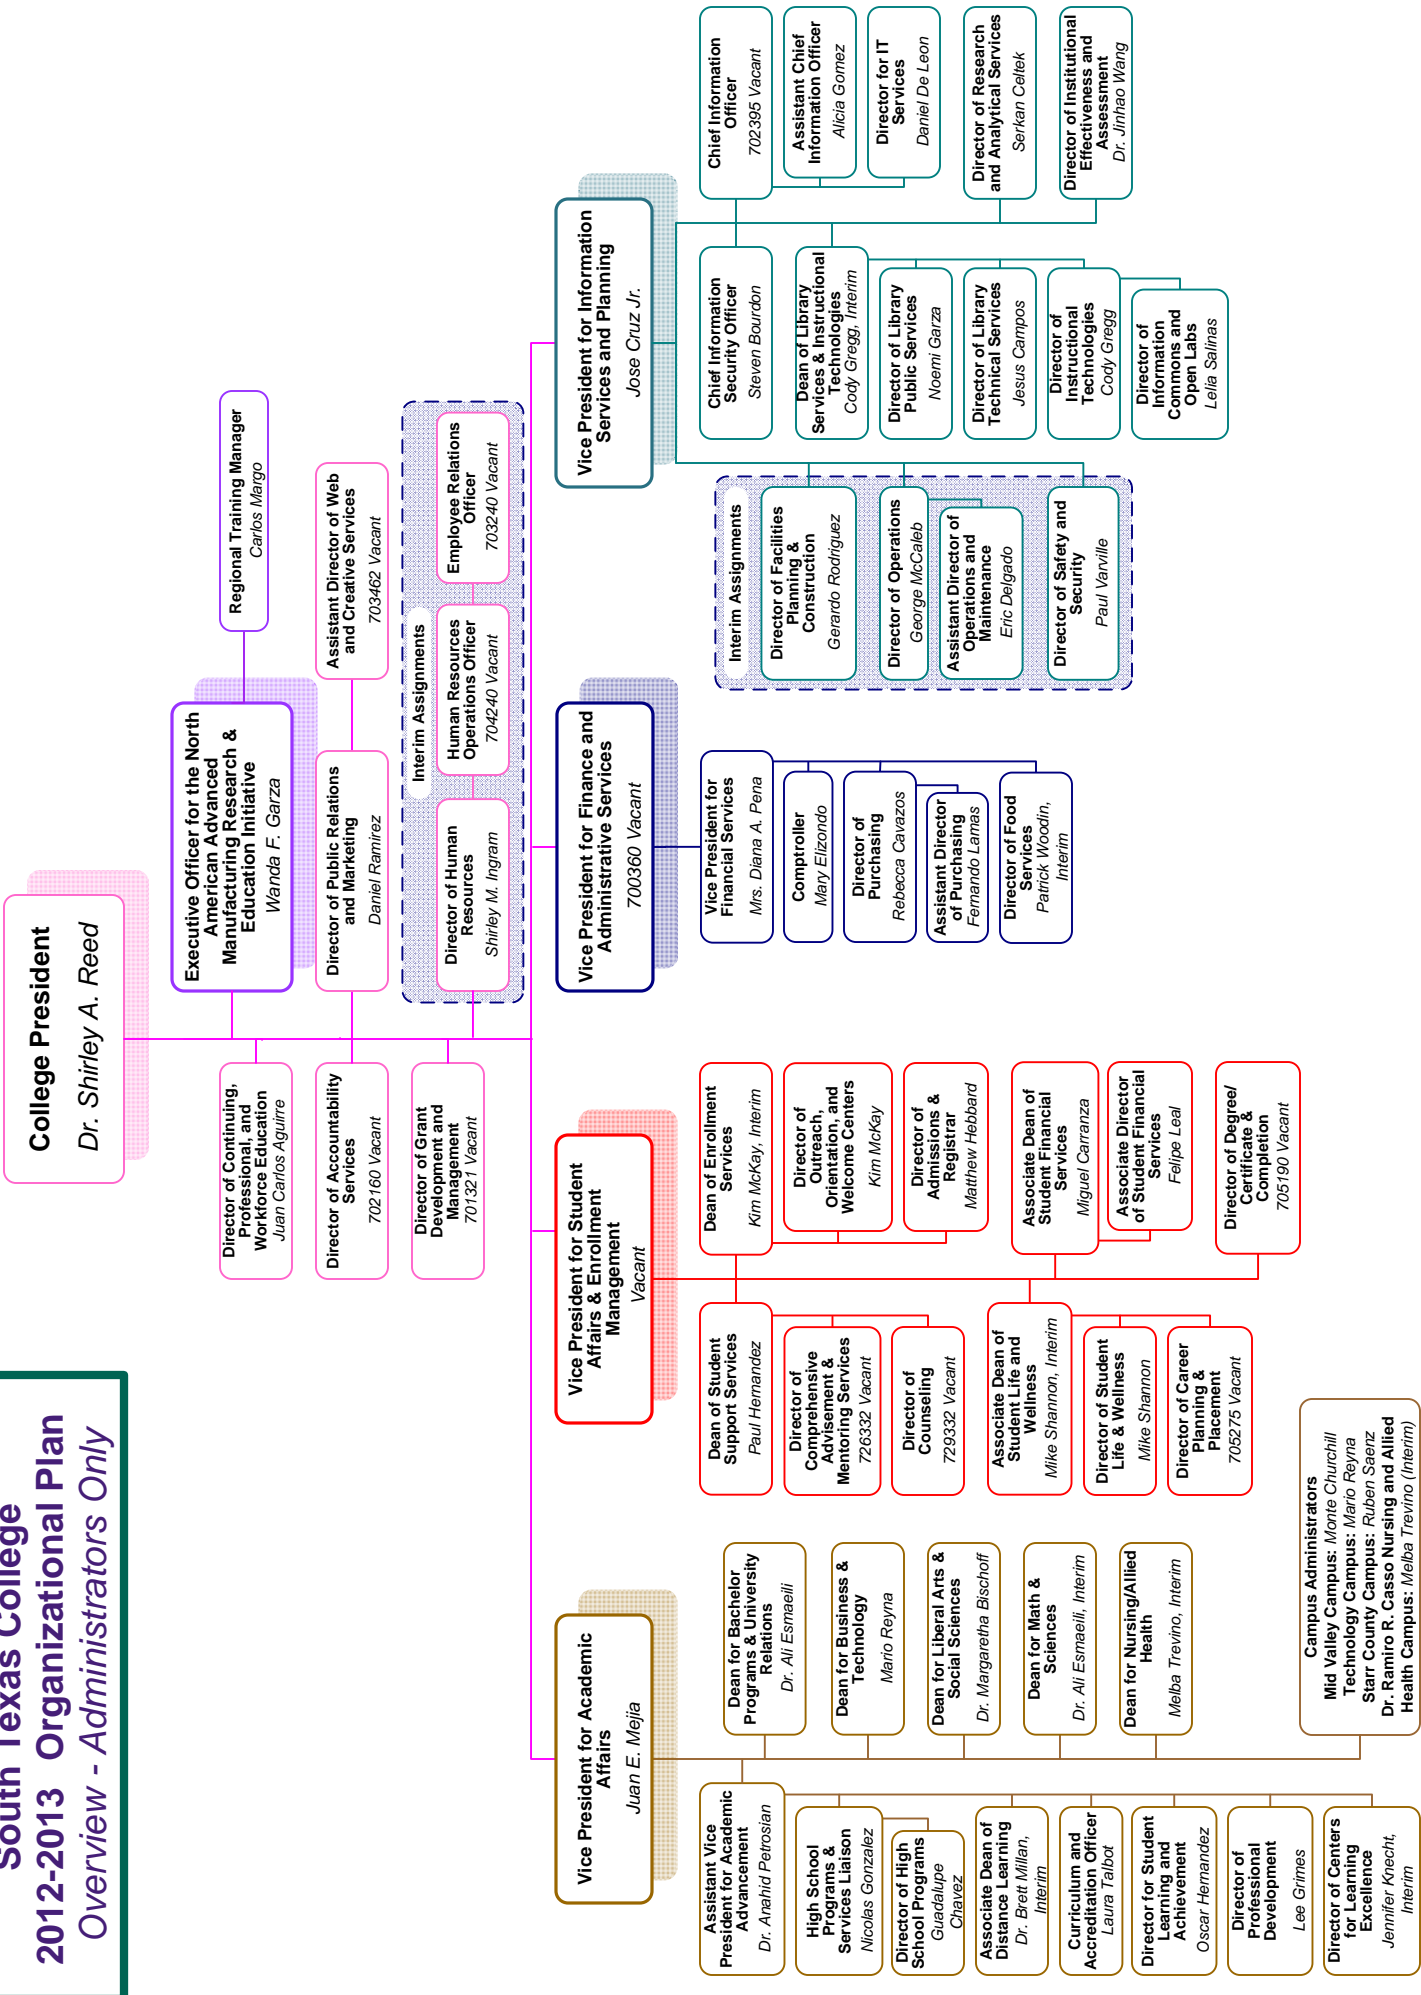 South Texas College
2012-2013 Organizational Plan
Overview - Administrators Only
College President
Dr. Shirley A. Reed
Executive Officer for the North
American Advanced
Manufacturing Research &
Education Initiative
Wanda F. Garza
Regional Training Manager
Carlos Margo
Director of Continuing,
Professional, and
Workforce Education
Juan Carlos Aguirre
Director of Public Relations
and Marketing
Daniel Ramirez
Assistant Director of Web
and Creative Services
703462 Vacant
Director of Accountability
Services
702160 Vacant
Director of Grant
Development and
Management
701321 Vacant
Interim Assignments
Director of Human
Resources
Shirley M. Ingram
Human Resources
Operations Officer
704240 Vacant
Employee Relations
Officer
703240 Vacant
Vice President for Academic
Affairs
Juan E. Mejia
Assistant Vice
President for Academic
Advancement
Dr. Anahid Petrosian
High School
Programs &
Services Liaison
Nicolas Gonzalez
Director of High
School Programs
Guadalupe
Chavez
Associate Dean of
Distance Learning
Dr. Brett Millan,
Interim
Curriculum and
Accreditation Officer
Laura Talbot
Director for Student
Learning and
Achievement
Oscar Hernandez
Director of
Professional
Development
Lee Grimes
Director of Centers
for Learning
Excellence
Jennifer Knecht,
Interim
Dean for Bachelor
Programs & University
Relations
Dr. Ali Esmaeili
Dean for Business &
Technology
Mario Reyna
Dean for Liberal Arts &
Social Sciences
Dr. Margaretha Bischoff
Dean for Math &
Sciences
Dr. Ali Esmaeili, Interim
Dean for Nursing/Allied
Health
Melba Trevino, Interim
Campus Administrators
Mid Valley Campus: Monte Churchill
Technology Campus: Mario Reyna
Starr County Campus: Ruben Saenz
Dr. Ramiro R. Casso Nursing and Allied
Health Campus: Melba Trevino (Interim)
Vice President for Student
Affairs & Enrollment
Management
Vacant
Dean of Student
Support Services
Paul Hernandez
Director of
Comprehensive
Advisement &
Mentoring Services
726332 Vacant
Director of
Counseling
729332 Vacant
Associate Dean of
Student Life and
Wellness
Mike Shannon, Interim
Director of Student
Life & Wellness
Mike Shannon
Director of Career
Planning &
Placement
705275 Vacant
Dean of Enrollment
Services
Kim McKay, Interim
Director of
Outreach,
Orientation, and
Welcome Centers
Kim McKay
Director of
Admissions &
Registrar
Matthew Hebbard
Associate Dean of
Student Financial
Services
Miguel Carranza
Associate Director
of Student Financial
Services
Felipe Leal
Director of Degree/
Certificate &
Completion
705190 Vacant
Vice President for Finance and
Administrative Services
700360 Vacant
Vice President for
Financial Services
Mrs. Diana A. Pena
Comptroller
Mary Elizondo
Director of
Purchasing
Rebecca Cavazos
Assistant Director
of Purchasing
Fernando Lamas
Director of Food
Services
Patrick Woodin,
Interim
Vice President for Information
Services and Planning
Jose Cruz Jr.
Interim Assignments
Director of Facilities
Planning &
Construction
Gerardo Rodriguez
Director of Operations
George McCaleb
Assistant Director of
Operations and
Maintenance
Eric Delgado
Director of Safety and
Security
Paul Varville
Chief Information
Security Officer
Steven Bourdon
Dean of Library
Services & Instructional
Technologies
Cody Gregg, Interim
Director of Library
Public Services
Noemi Garza
Director of Library
Technical Services
Jesus Campos
Director of
Instructional
Technologies
Cody Gregg
Director of
Information
Commons and
Open Labs
Lelia Salinas
Chief Information
Officer
702395 Vacant
Assistant Chief
Information Officer
Alicia Gomez
Director for IT
Services
Daniel De Leon
Director of Research
and Analytical Services
Serkan Celtek
Director of Institutional
Effectiveness and
Assessment
Dr. Jinhao Wang